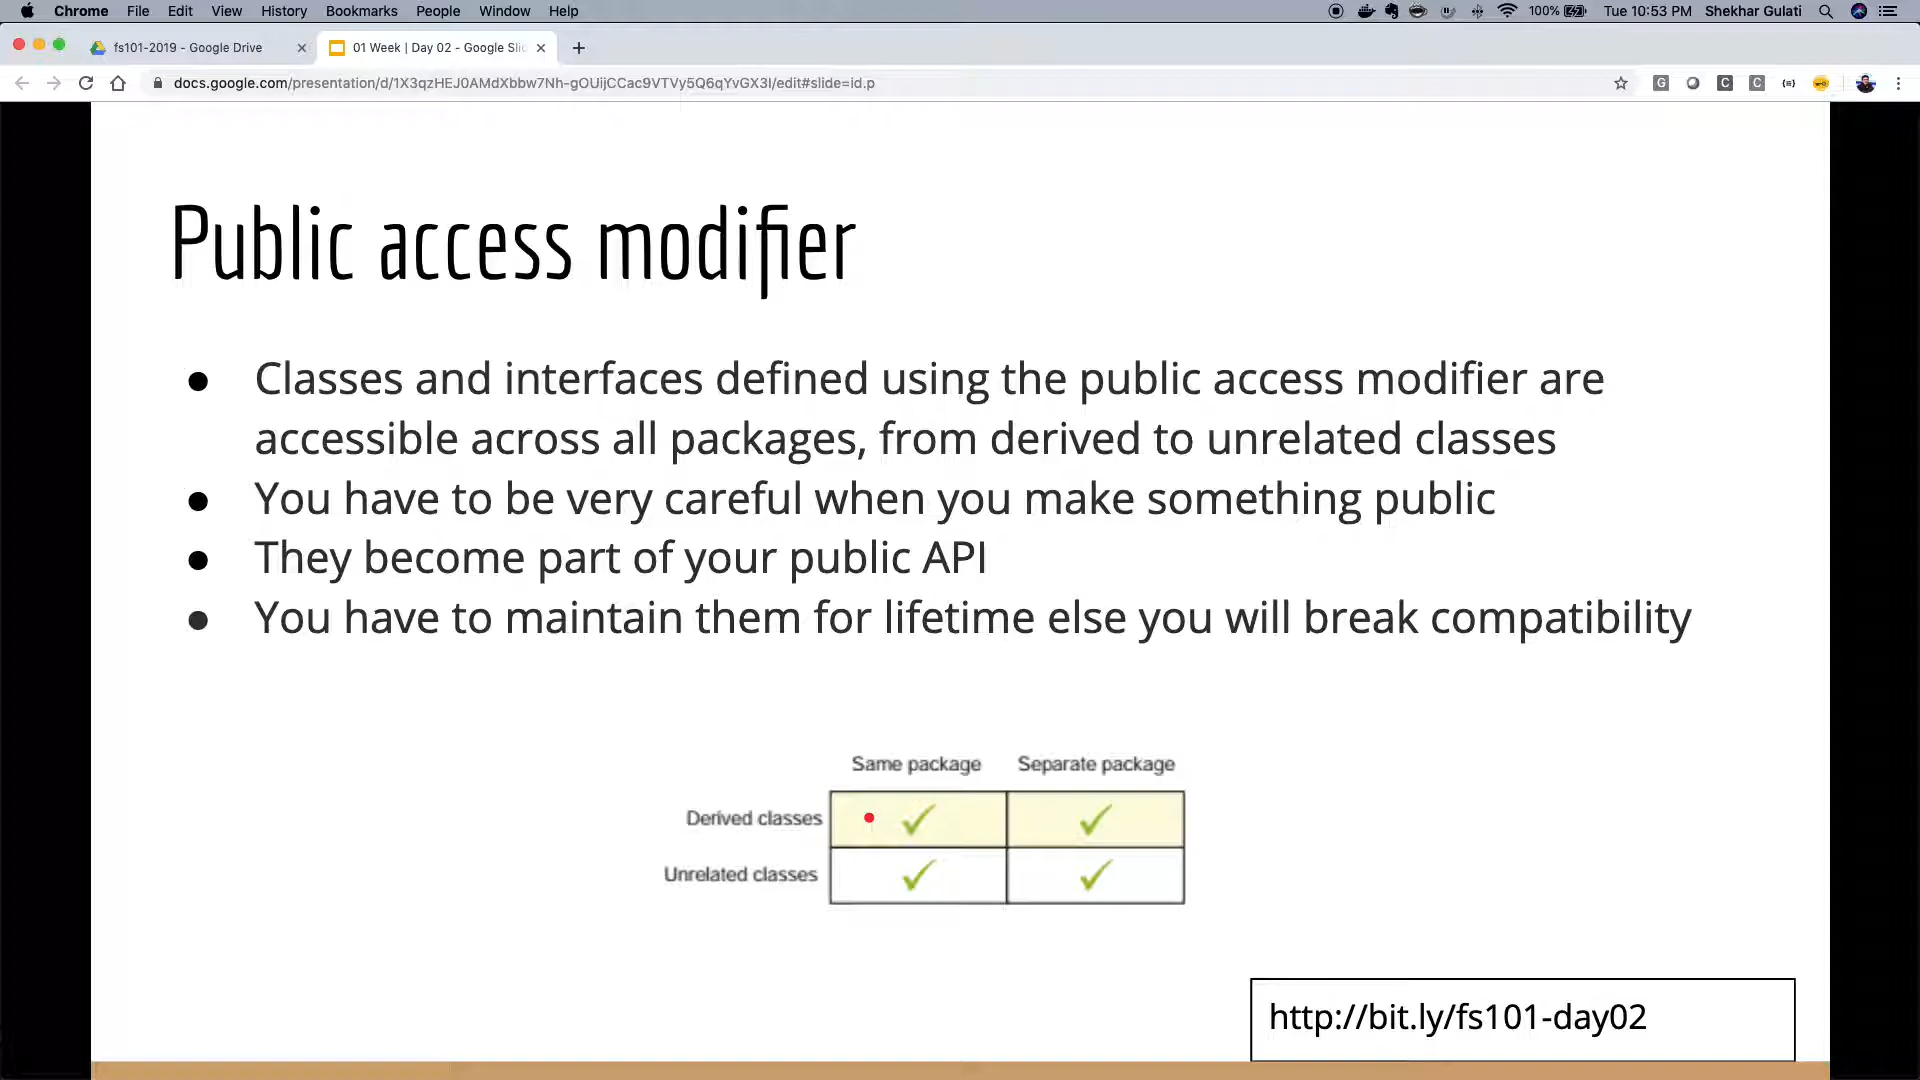 Chrome File Edit View History Bookmarks People Window Help 100% Tue 10:53 PM Shekhar Gulati
fs101-2019 - Google Drive 01 Week | Day 02 - Google Slic
docs.google.com/presentation/d/1X3qzHEJ0AMdXbbw7Nh-gOUijCCac9VTVy5Q6qYvGX3I/edit#slide=id.p
Public access modifier
● Classes and interfaces defined using the public access modifier are
accessible across all packages, from derived to unrelated classes
● You have to be very careful when you make something public
● They become part of your public API
● You have to maintain them for lifetime else you will break compatibility
Same package Separate package
Derived classes ✓ ✓
Unrelated classes ✓ ✓
http://bit.ly/fs101-day02